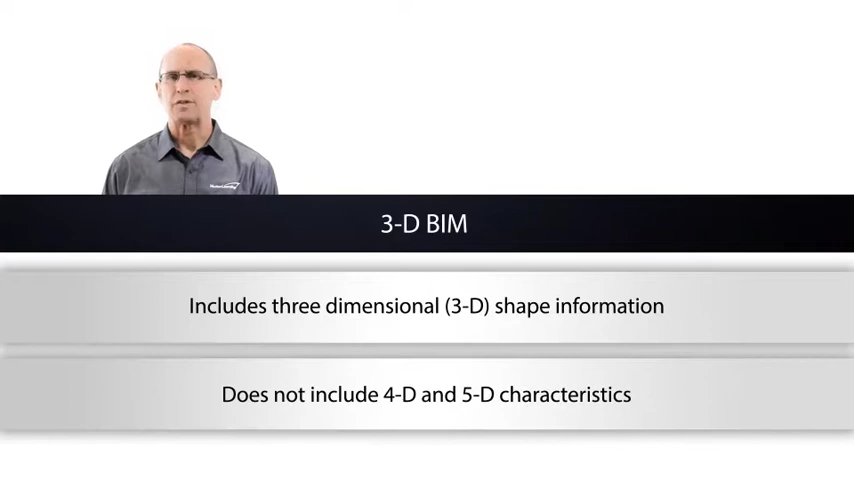 3-D BIM
Includes three dimensional (3-D) shape information
Does not include 4-D and 5-D characteristics